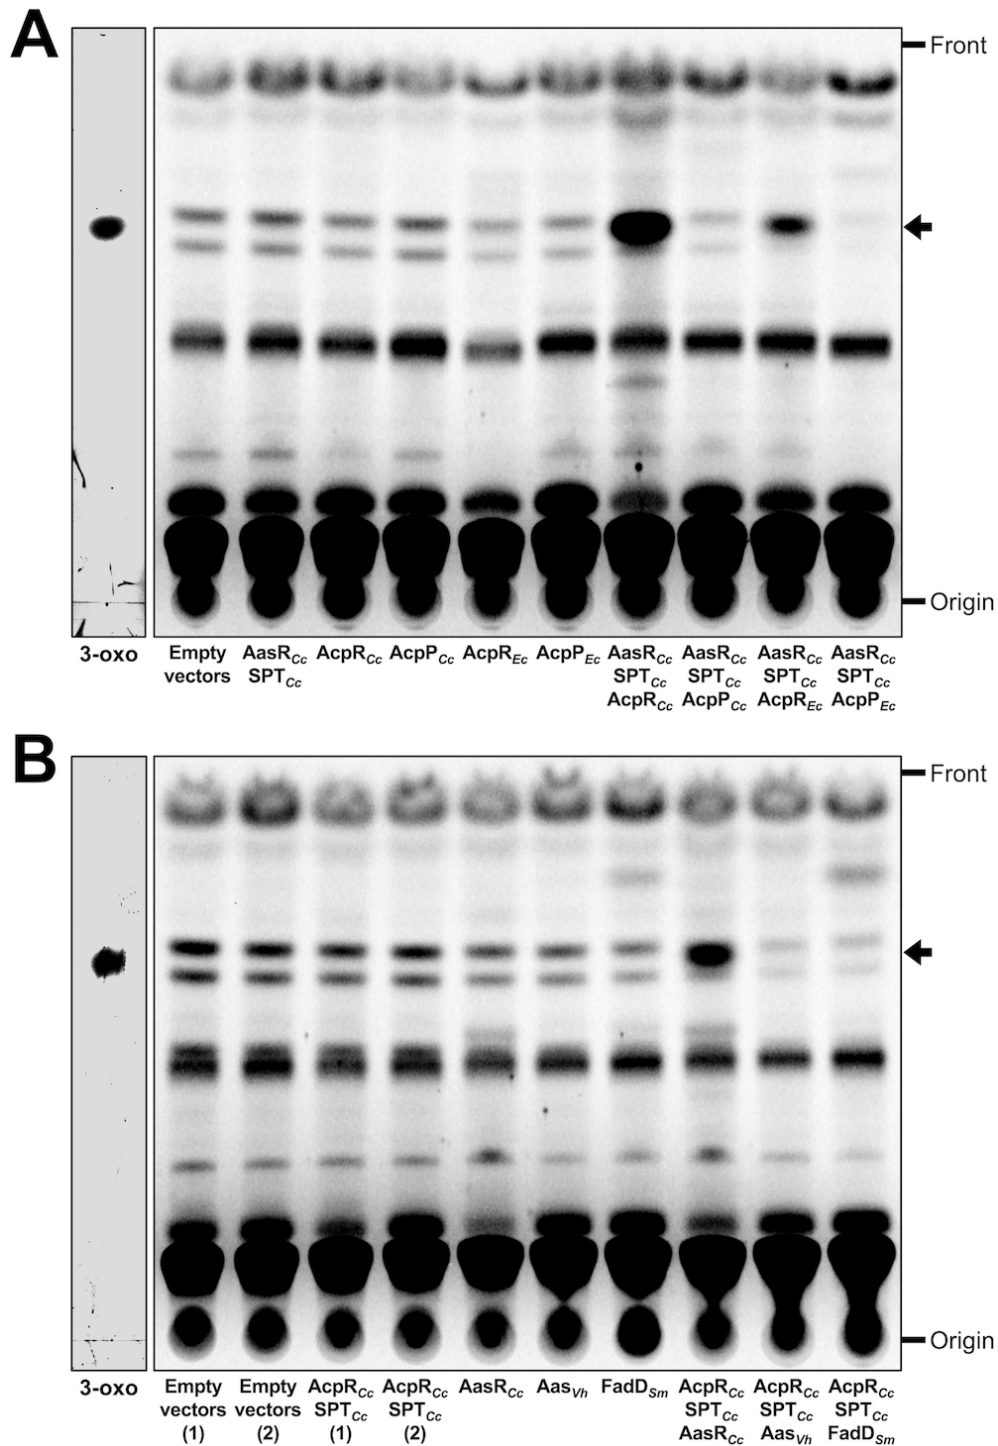 A
Front
Origin
3-oxo Empty AasRCc AcpRCc AcpPCc AcpREc AcpPEc AasRCc AasRCc AasRCc AasRCc
vectors SPTCc SPTCc SPTCc SPTCc SPTCc
AcpRCc AcpPCc AcpREc AcpPEc
B
Front
Origin
3-oxo Empty Empty AcpRCc AcpRCc AasRCc AasVh FadDSm AcpRCc AcpRCc AcpRCc
vectors vectors SPTCc SPTCc SPTCc SPTCc SPTCc
(1) (2) (1) (2) AasRCc AasVh FadDSm